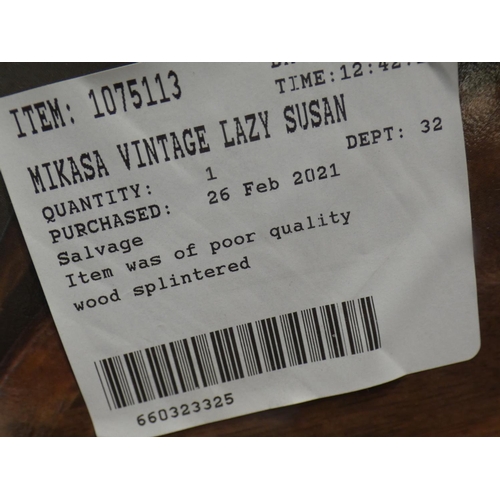 TIME:12:42
ITEM: 1075113
MIKASA VINTAGE LAZY SUSAN
QUANTITY: 1 DEPT: 32
PURCHASED: 26 Feb 2021
Salvage
Item was of poor quality
wood splintered
660323325